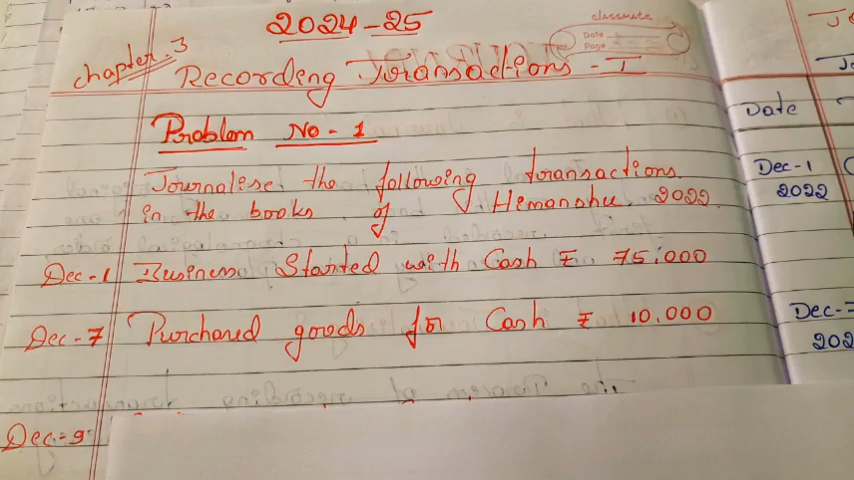 2024-25
classmate
Date
Page
chapter.3
Recording Transactions - I
Problem No - 1
Journalise the following transactions
in the books of Himanshu 2022.
Dec-1 Business Started with Cash ₹ 75,000
Dec-7 Purchased goods for Cash ₹ 10,000
Dec-9
Date
Dec-1
2022
Dec-7
202